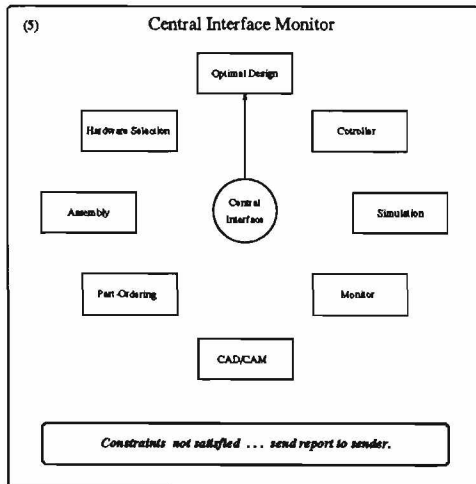 (5) Central Interface Monitor
Optimal Design
Hardware Selection
Cotroller
Assembly
Central
Interface
Simulation
Part-Ordering
Monitor
CAD/CAM
Constraints not satisfied ... send report to sender.